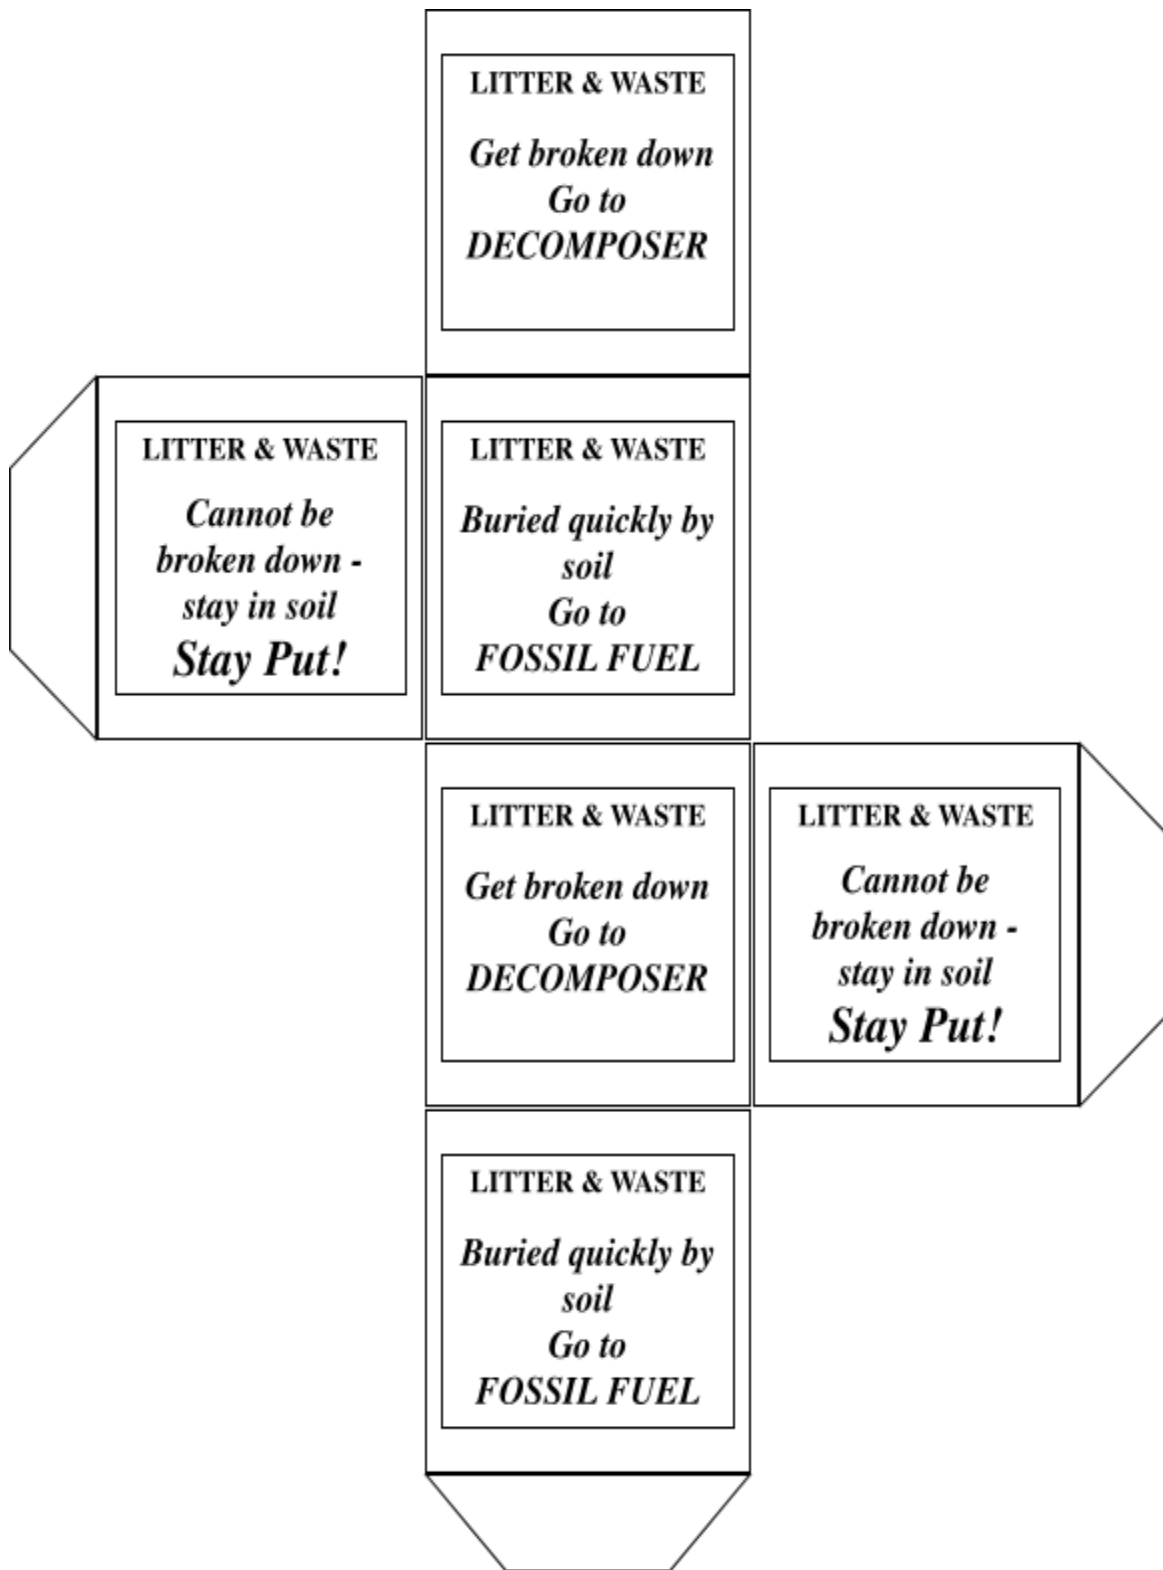 LITTER & WASTE
Get broken down
Go to
DECOMPOSER
LITTER & WASTE
Cannot be
broken down -
stay in soil
Stay Put!
LITTER & WASTE
Buried quickly by
soil
Go to
FOSSIL FUEL
LITTER & WASTE
Get broken down
Go to
DECOMPOSER
LITTER & WASTE
Cannot be
broken down -
stay in soil
Stay Put!
LITTER & WASTE
Buried quickly by
soil
Go to
FOSSIL FUEL